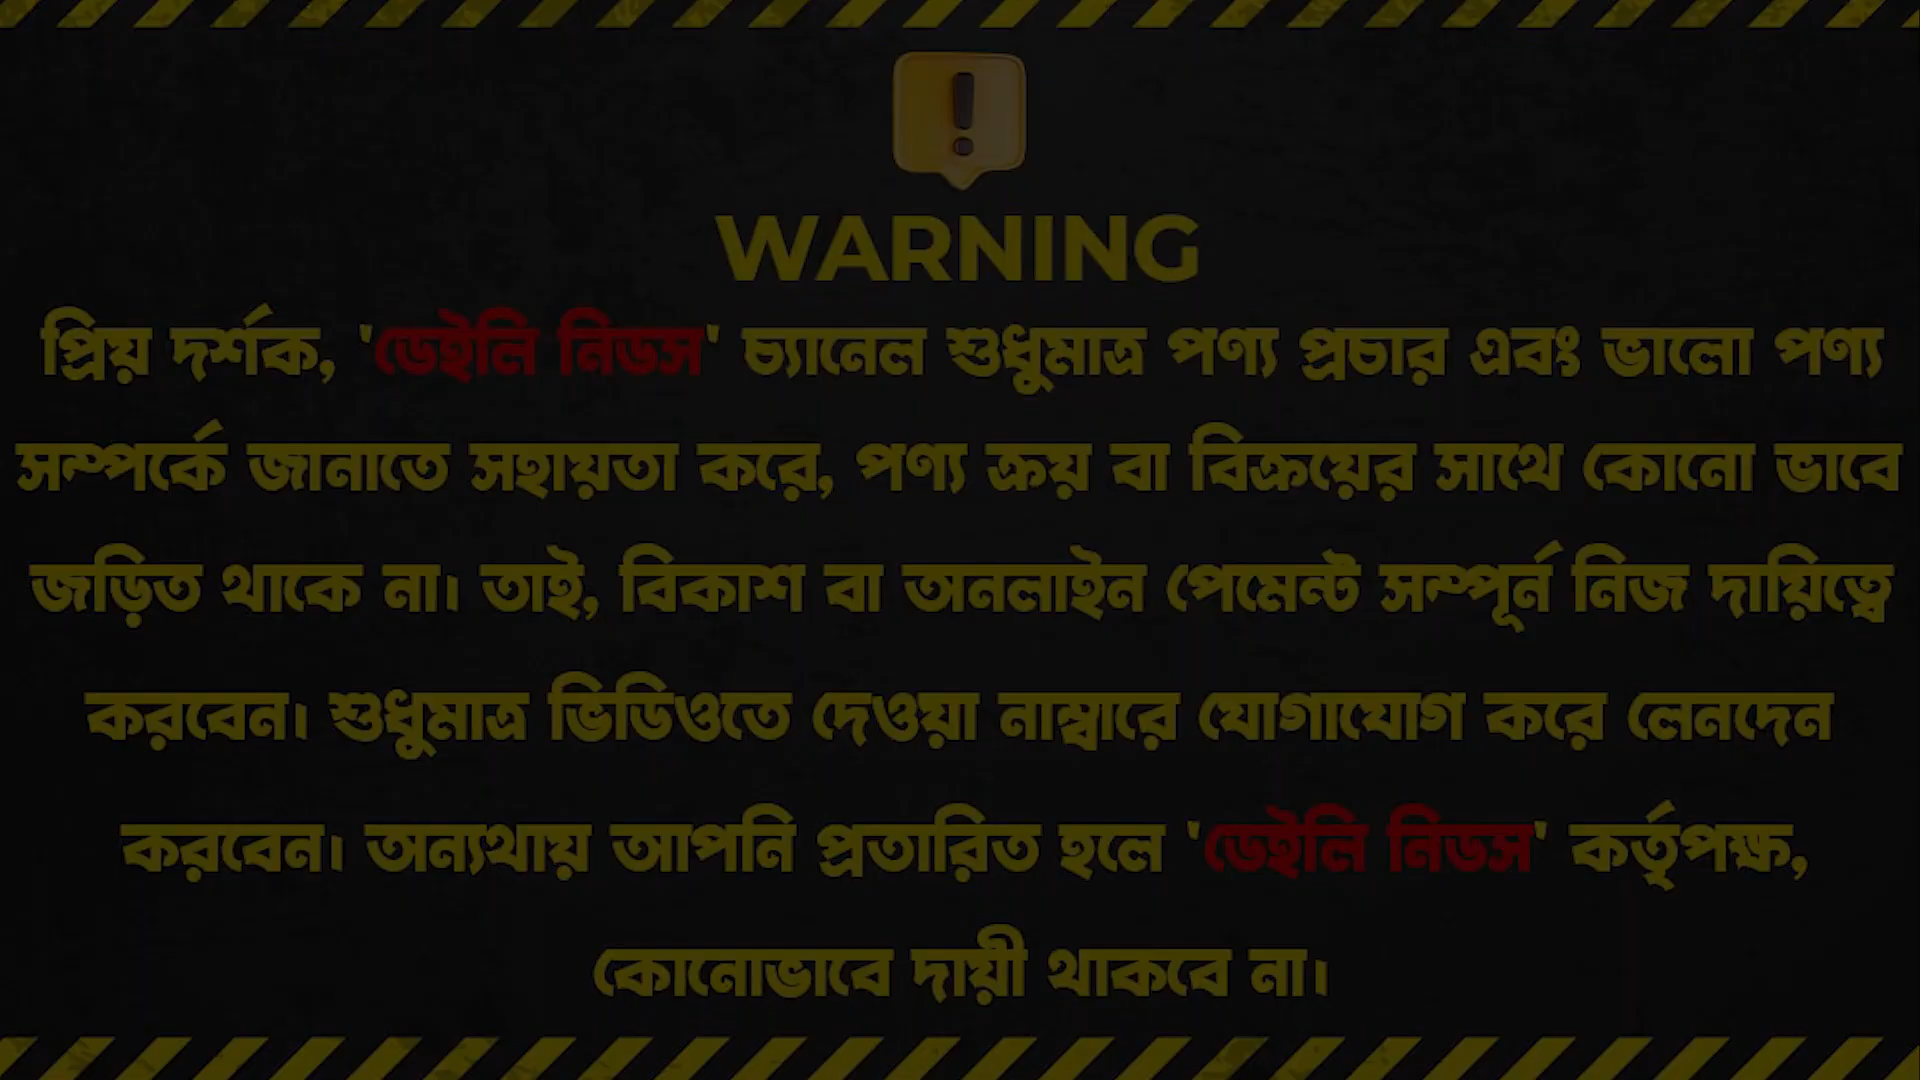 WARNING
প্রিয় দর্শক, 'ডেইলি নিডস' চ্যানেল শুধুমাত্র পণ্য প্রচার এবং ভালো পণ্য
সম্পর্কে জানাতে সহায়তা করে, পণ্য ক্রয় বা বিক্রয়ের সাথে কোনো ভাবে
জড়িত থাকে না। তাই, বিকাশ বা অনলাইন পেমেন্ট সম্পূর্ন নিজ দায়িত্বে
করবেন। শুধুমাত্র ভিডিওতে দেওয়া নাম্বারে যোগাযোগ করে লেনদেন
করবেন। অন্যথায় আপনি প্রতারিত হলে 'ডেইলি নিডস' কর্তৃপক্ষ,
কোনোভাবে দায়ী থাকবে না।